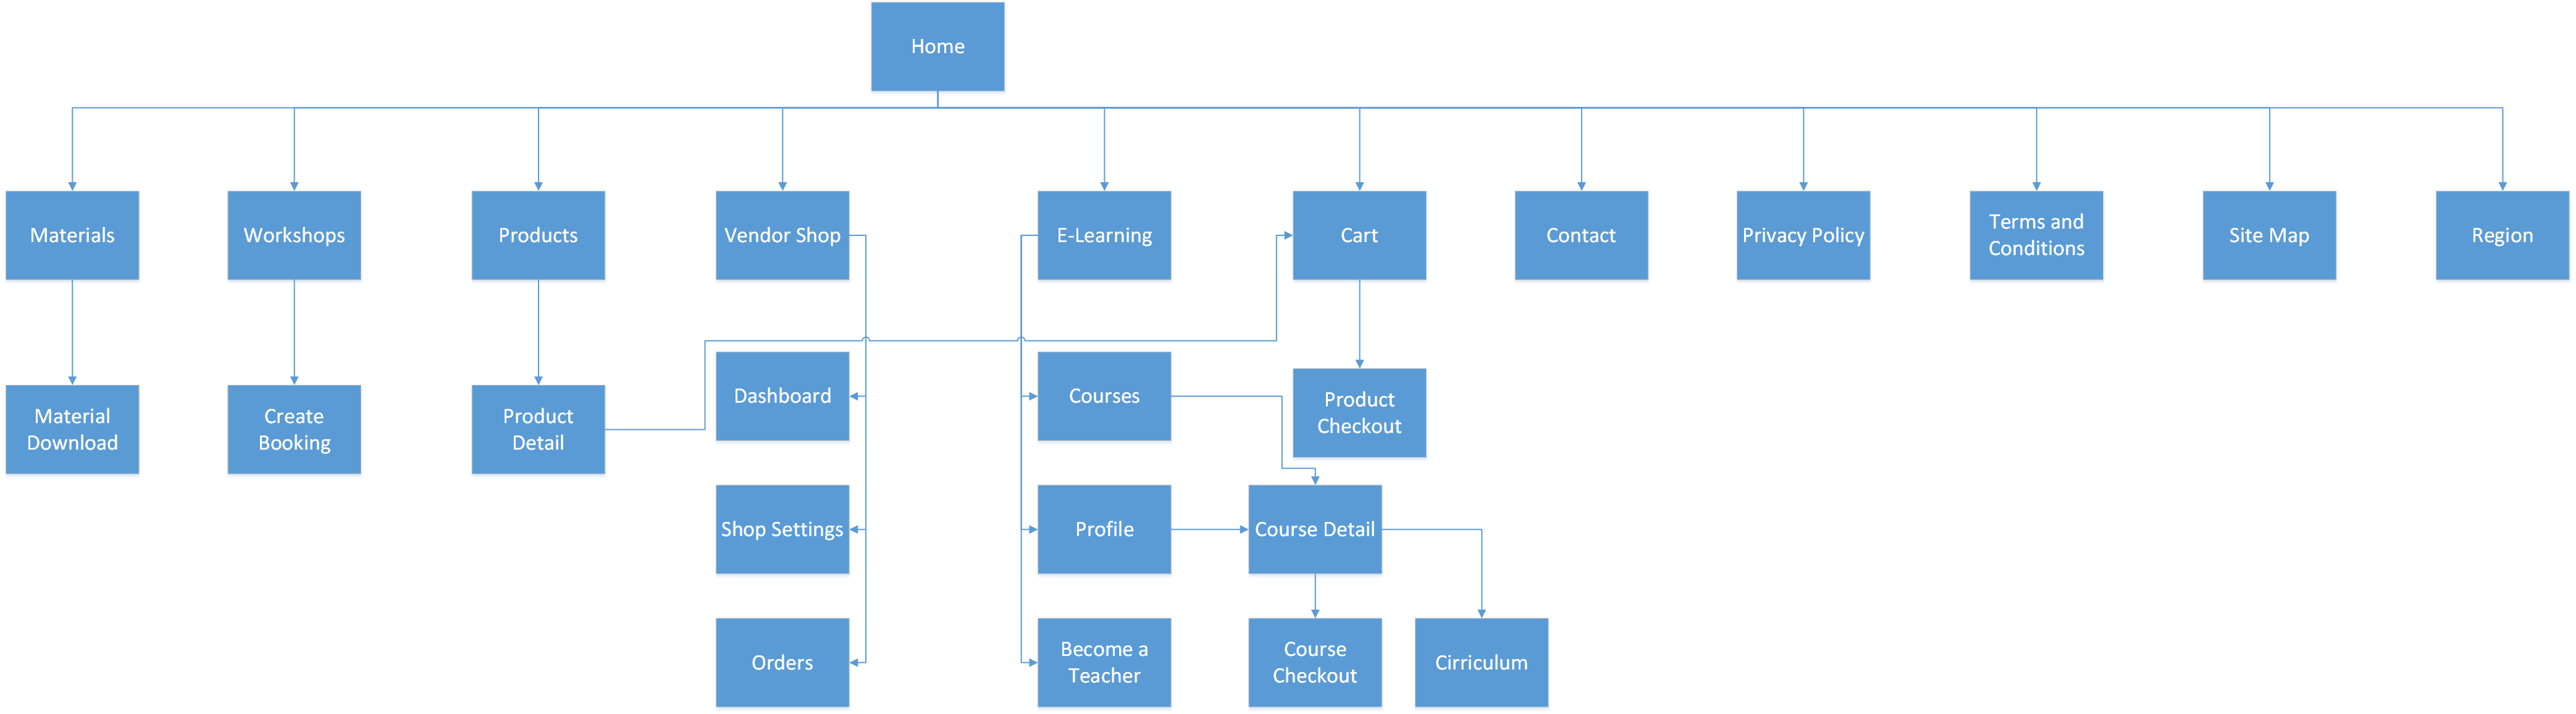 Home
Materials
Workshops
Products
Vendor Shop
E-Learning
Cart
Contact
Privacy Policy
Terms and
Conditions
Site Map
Region
Material
Download
Create
Booking
Product
Detail
Dashboard
Courses
Product
Checkout
Shop Settings
Profile
Course Detail
Orders
Become a
Teacher
Course
Checkout
Cirriculum